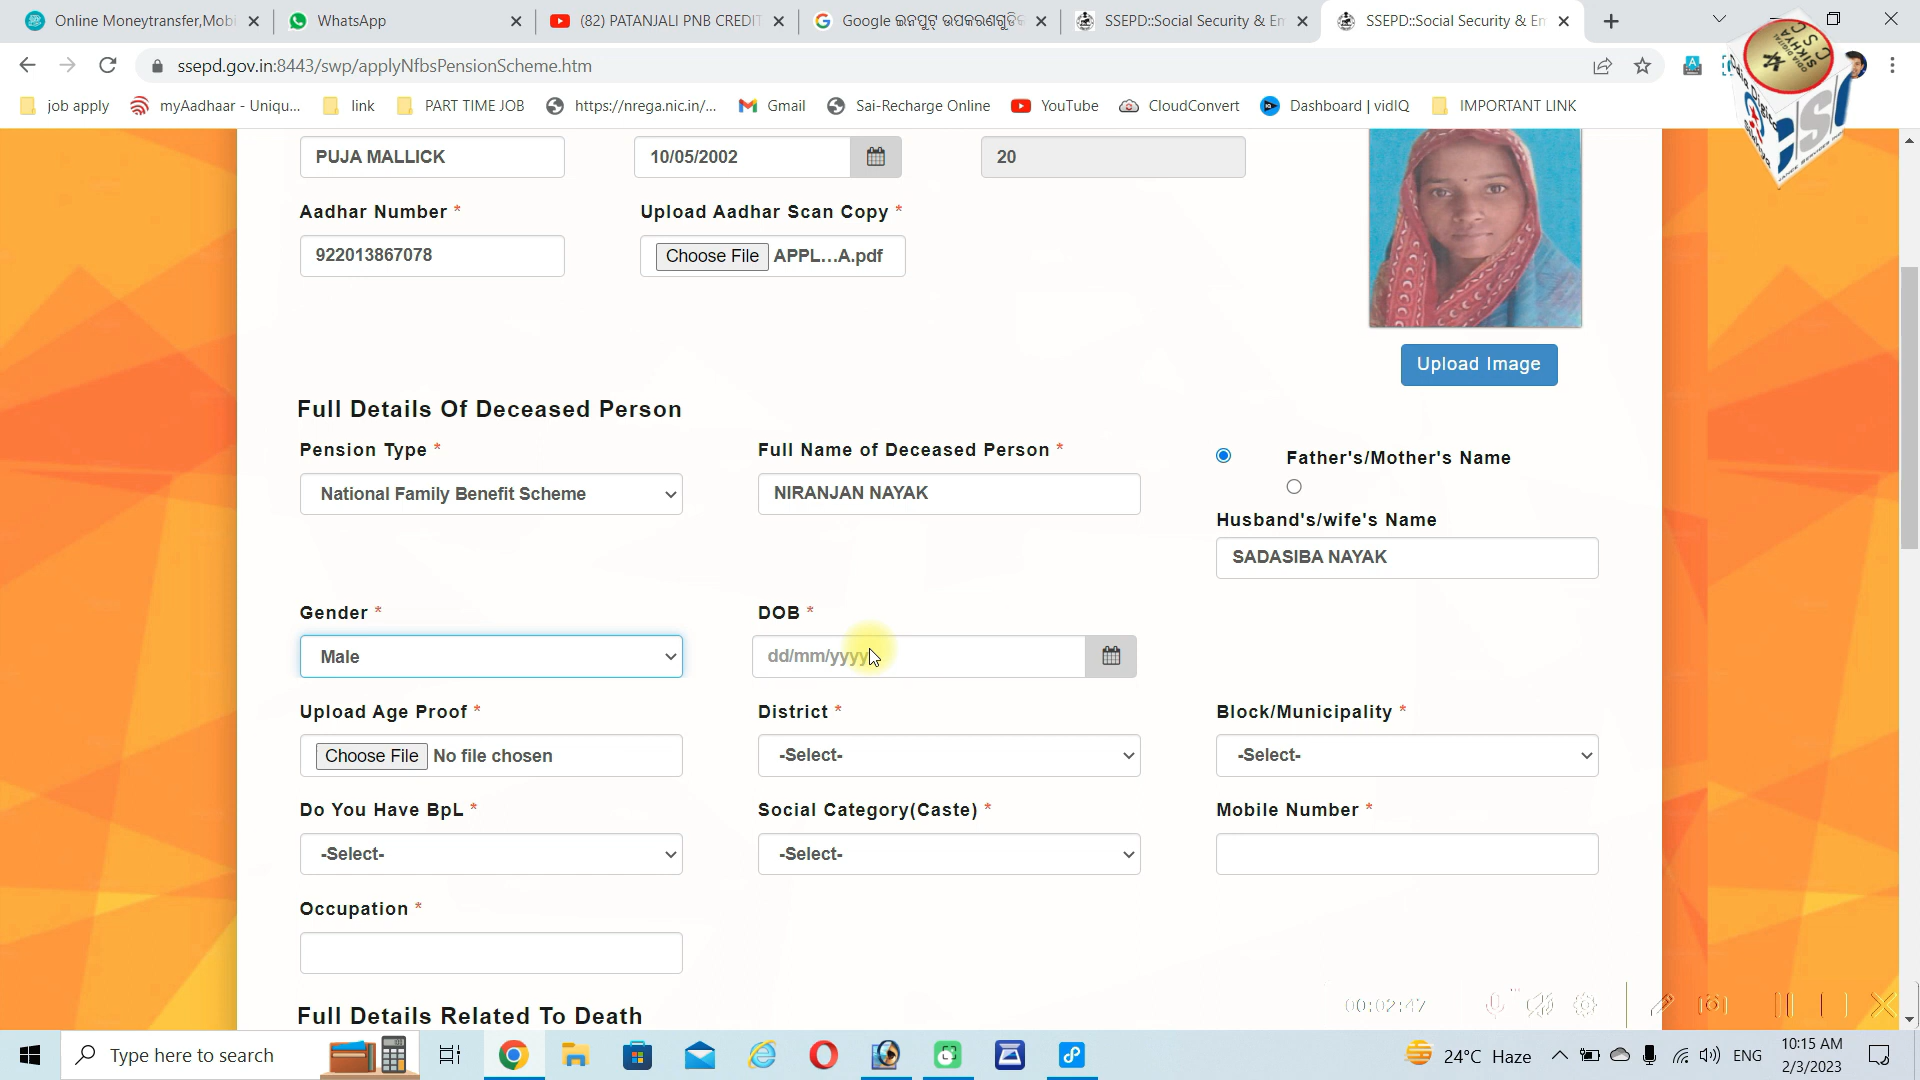 Online Moneytransfer,Mobi
WhatsApp
(82) PATANJALI PNB CREDIT
Google ଇନପୁଟ୍ ଉପକରଣଗୁଡ଼ିକ
SSEPD::Social Security & Em
SSEPD::Social Security & Em
ssepd.gov.in:8443/swp/applyNfbsPensionScheme.htm
job apply
myAadhaar - Uniqu...
link
PART TIME JOB
https://nrega.nic.in/...
Gmail
Sai-Recharge Online
YouTube
CloudConvert
Dashboard | vidIQ
IMPORTANT LINK
PUJA MALLICK
10/05/2002
20
Aadhar Number *
Upload Aadhar Scan Copy *
922013867078
Choose File APPL...A.pdf
Upload Image
Full Details Of Deceased Person
Pension Type *
Full Name of Deceased Person *
Father's/Mother's Name
National Family Benefit Scheme
NIRANJAN NAYAK
Husband's/wife's Name
SADASIBA NAYAK
Gender *
DOB *
Male
dd/mm/yyyy
Upload Age Proof *
District *
Block/Municipality *
Choose File No file chosen
-Select-
-Select-
Do You Have BpL *
Social Category(Caste) *
Mobile Number *
-Select-
-Select-
Occupation *
Full Details Related To Death
00:02:47
Type here to search
24°C Haze
ENG
10:15 AM
2/3/2023